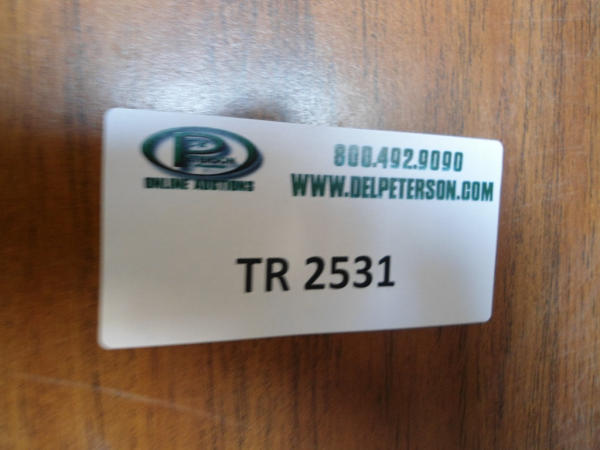 P
ONLINE AUCTIONS
800.492.9090
WWW.DELPETERSON.COM
TR 2531